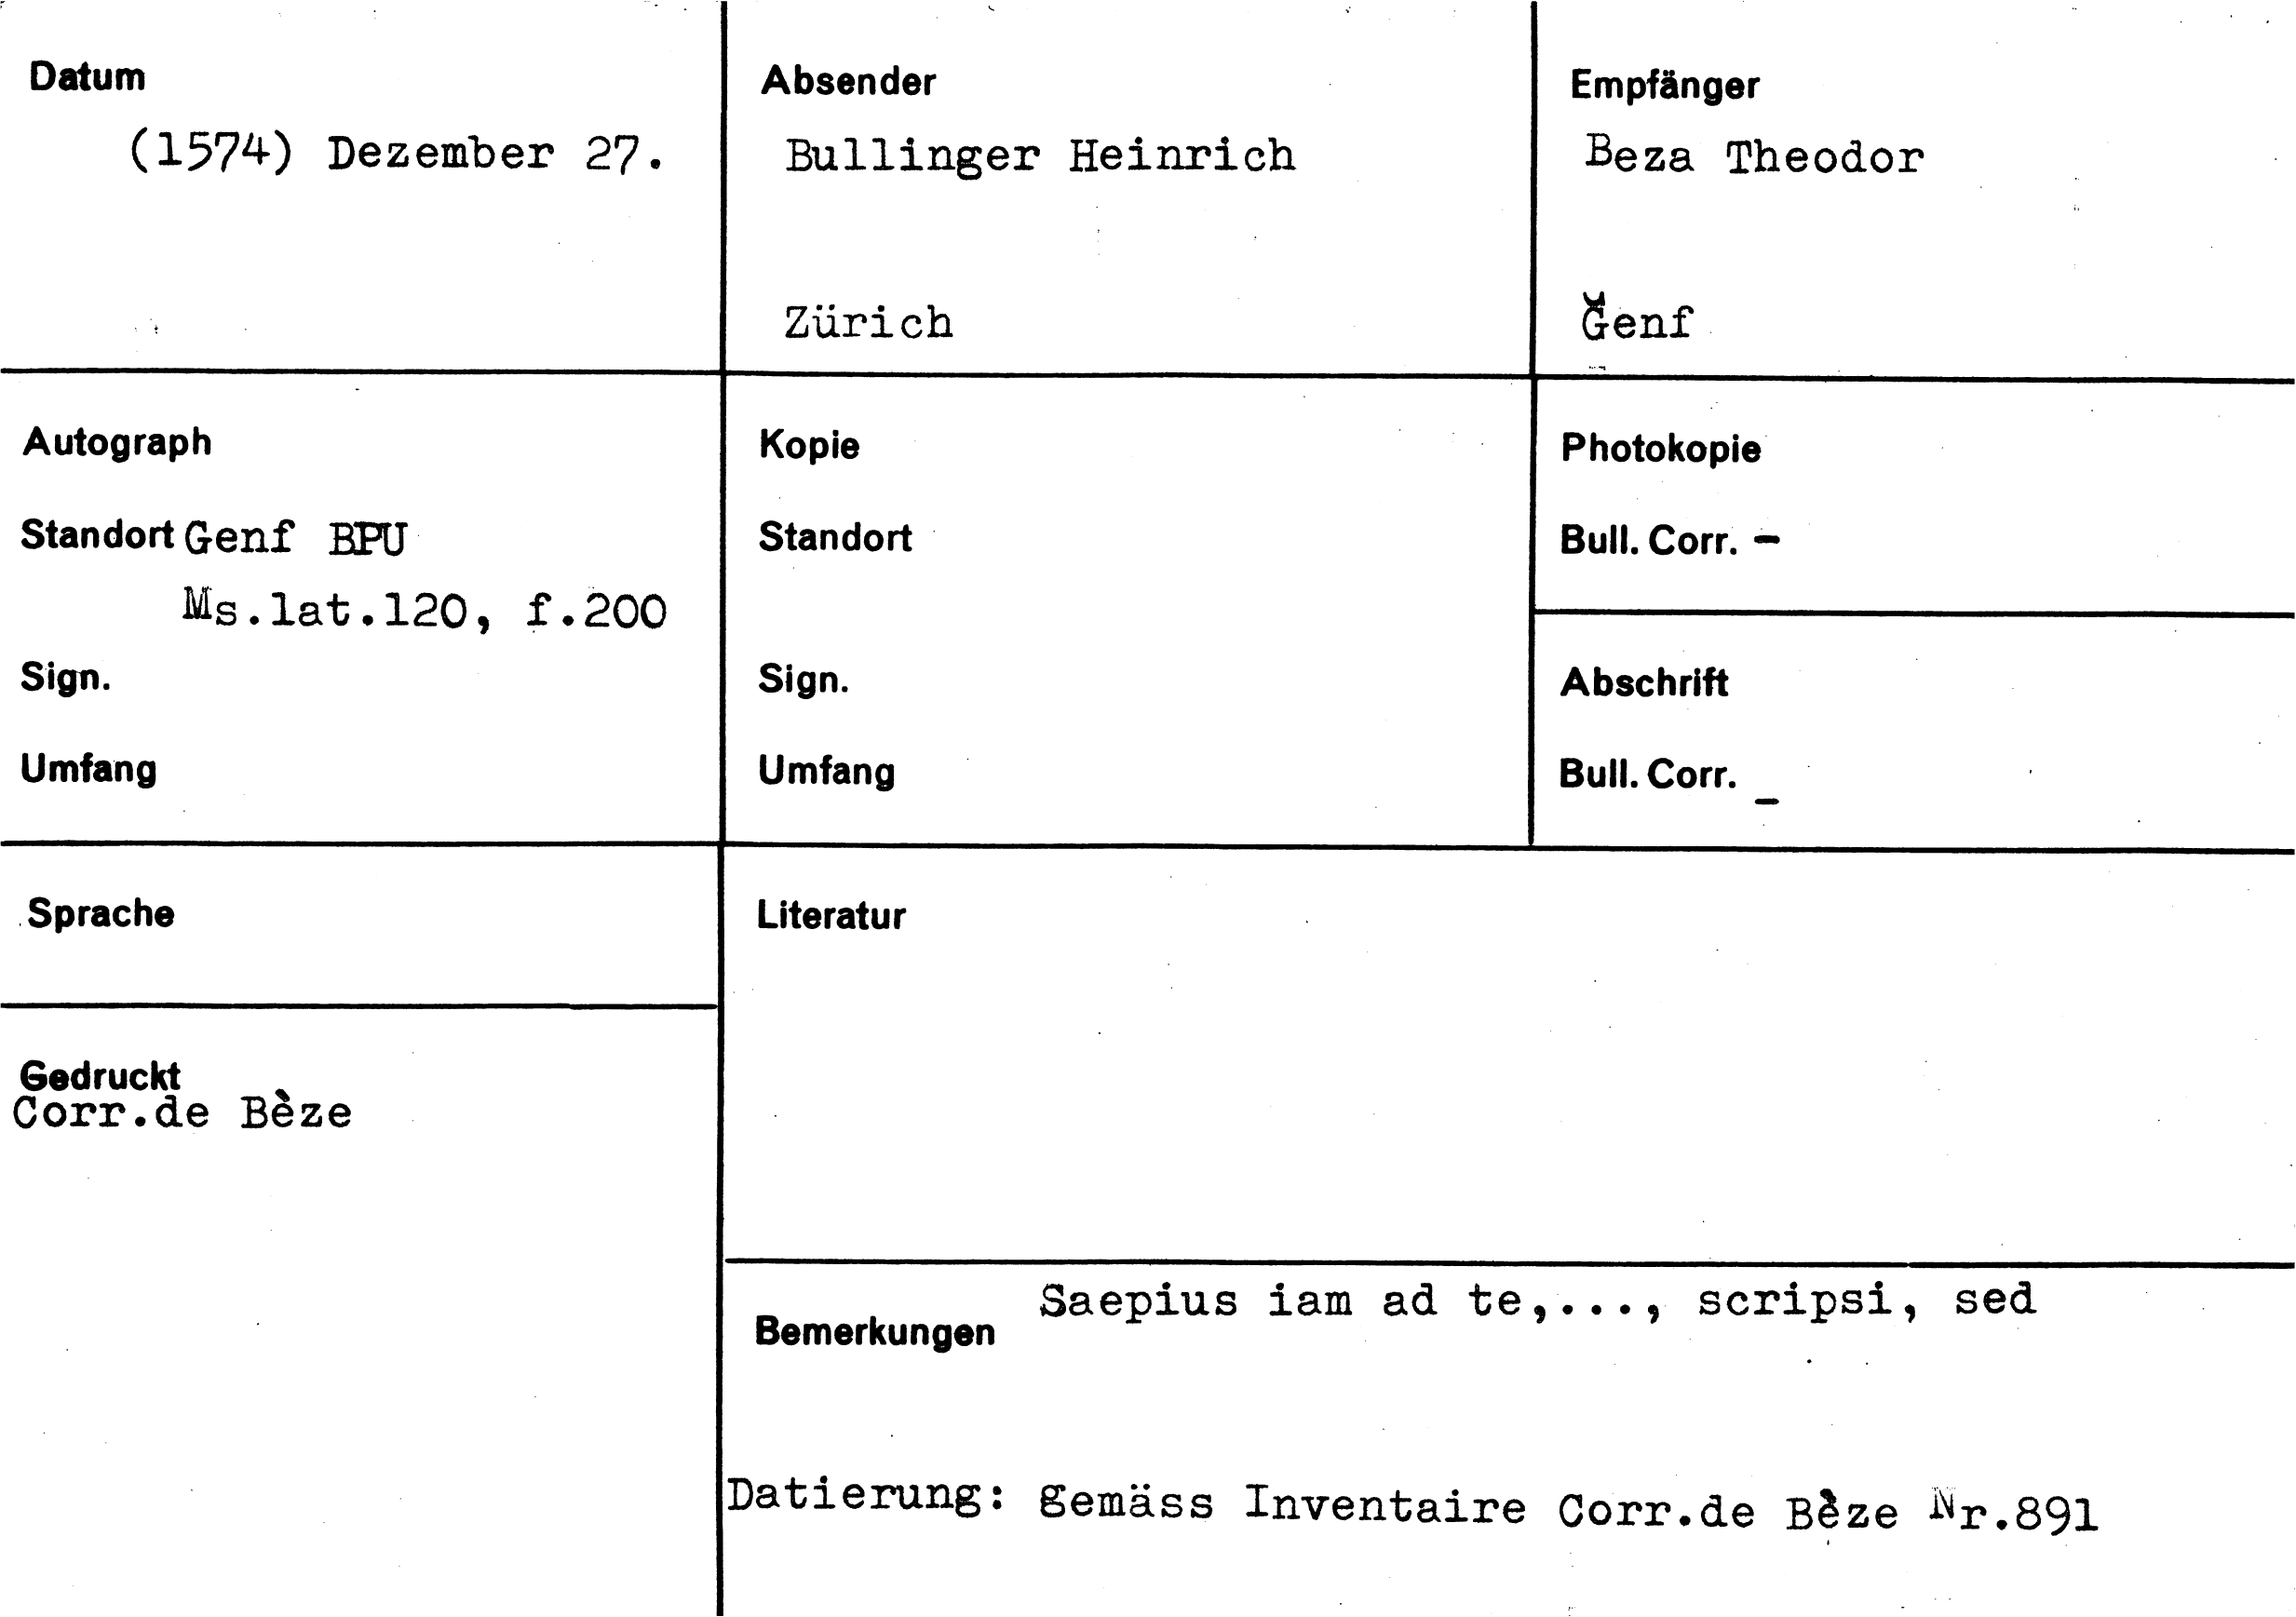 Datum
(1574) Dezember 27.
Absender
Bullinger Heinrich
Zürich
Empfänger
Beza Theodor
Genf
Autograph
Standort Genf BPU
Ms.lat.120, f.200
Sign.
Umfang
Kopie
Standort
Sign.
Umfang
Photokopie
Bull. Corr. -
Abschrift
Bull. Corr. _
Sprache
Gedruckt
Corr.de Bèze
Literatur
Saepius iam ad te,..., scripsi, sed
Bemerkungen
Datierung: gemäss Inventaire Corr.de Bèze Nr.891